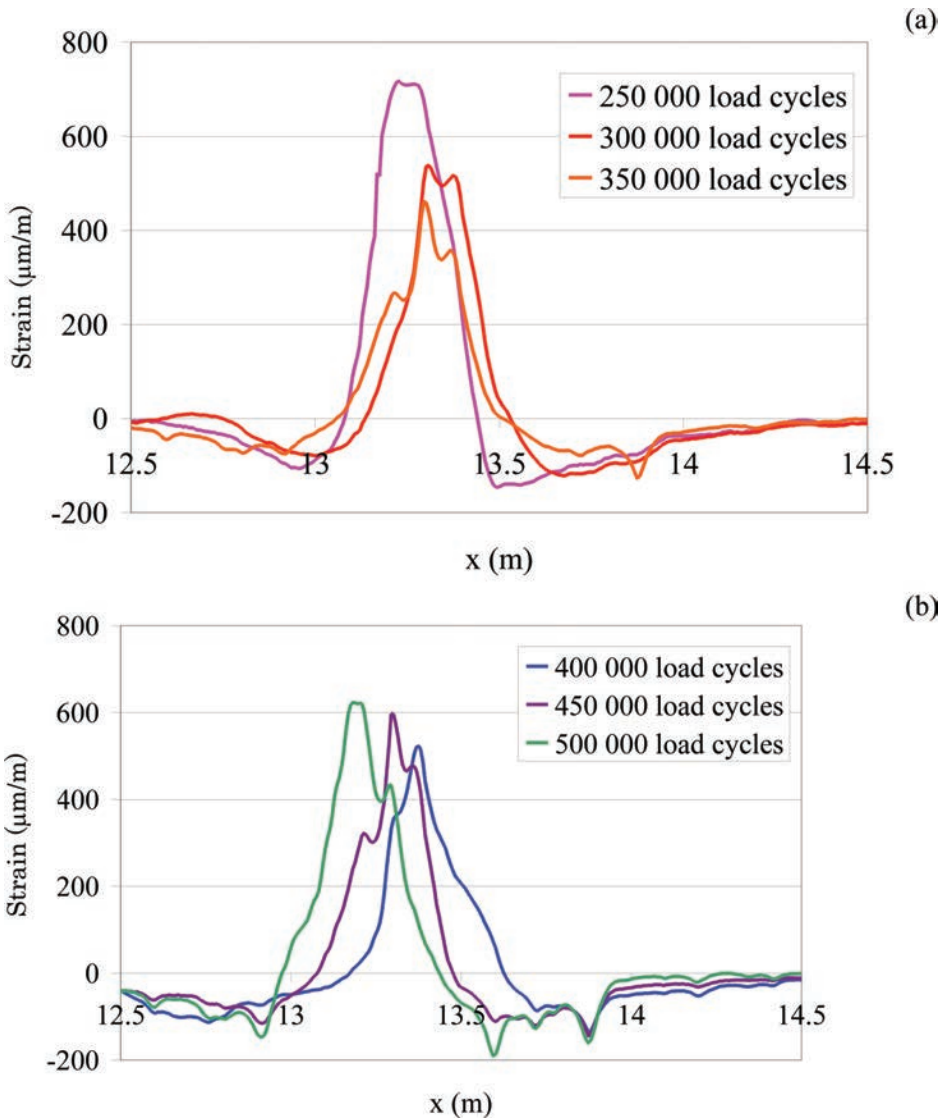 (a)
800
600
400
200
0
-200
Strain (µm/m)
250 000 load cycles
300 000 load cycles
350 000 load cycles
12.5 13 13.5 14 14.5
x (m)
(b)
800
600
400
200
0
-200
Strain (µm/m)
400 000 load cycles
450 000 load cycles
500 000 load cycles
12.5 13 13.5 14 14.5
x (m)